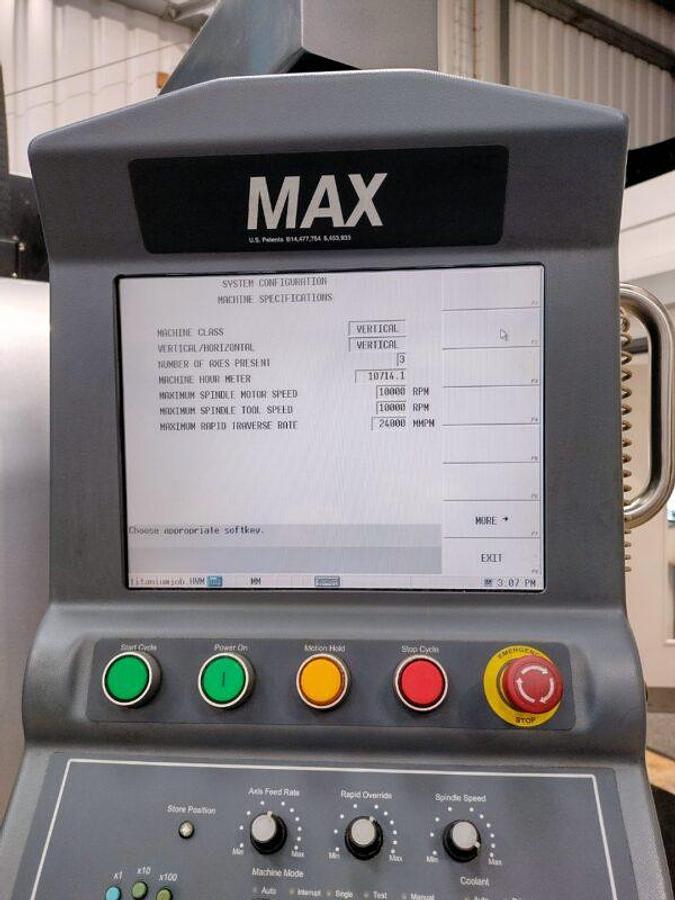 MAX
U.S. Patents B14,477,754 5,453,933
SYSTEM CONFIGURATION
MACHINE SPECIFICATIONS
MACHINE CLASS VERTICAL
VERTICAL/HORIZONTAL VERTICAL
NUMBER OF AXES PRESENT 3
MACHINE HOUR METER 10714.1
MAXIMUM SPINDLE MOTOR SPEED 10000 RPM
MAXIMUM SPINDLE TOOL SPEED 10000 RPM
MAXIMUM RAPID TRAVERSE RATE 24000 MMPM
Choose appropriate softkey.
MORE →
EXIT
titaniumjob.HWM MM 3:07 PM
Start Cycle Power On Motion Hold Stop Cycle EMERGENCY
STOP
Axis Feed Rate Rapid Override Spindle Speed
Store Position
Min Max Min Max Min Max
Machine Mode Coolant
x1 x10 x100
Auto Interrupt Single Test Manual